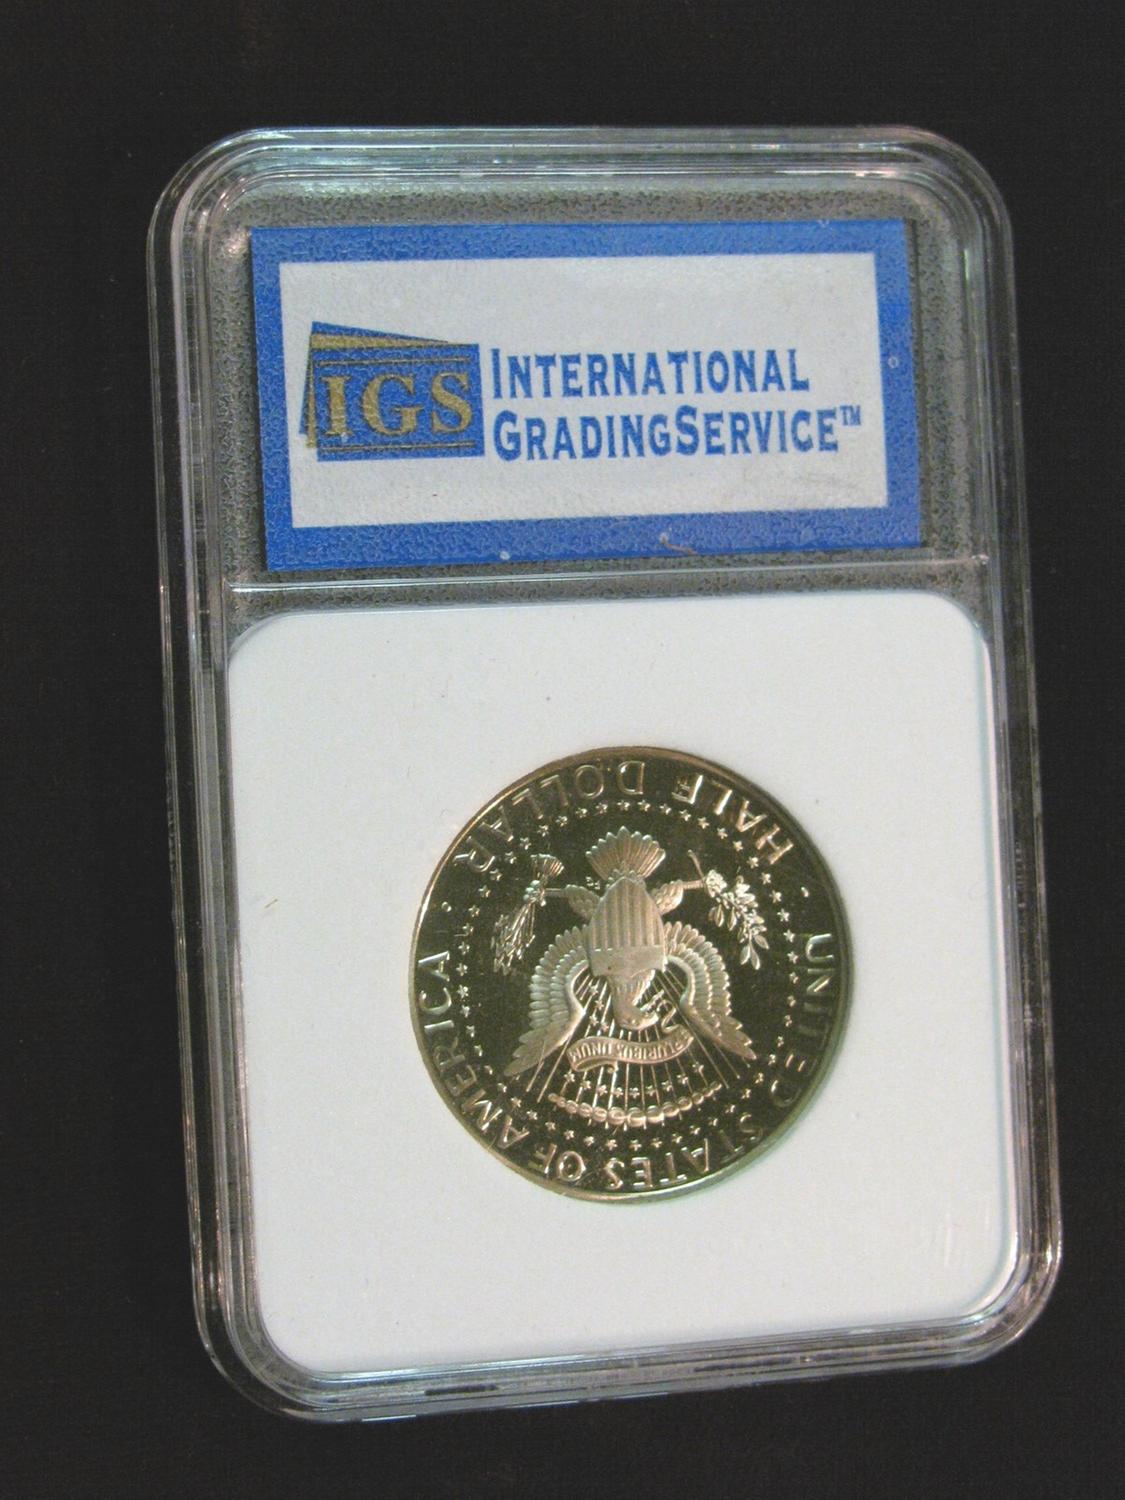 IGS
INTERNATIONAL
GRADINGSERVICE™
UNITED STATES OF AMERICA
PLURIBUS UNUM
HALF DOLLAR